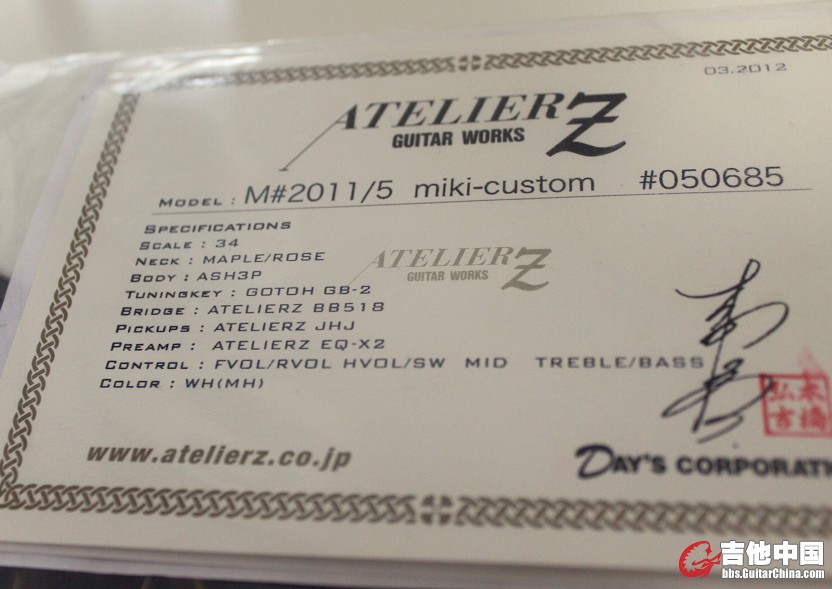 03.2012
ATELIER Z
GUITAR WORKS
MODEL : M#2011/5 miki-custom #050685
SPECIFICATIONS
SCALE : 34
NECK : MAPLE/ROSE
BODY : ASH3P
TUNINGKEY : GOTOH GB-2
BRIDGE : ATELIERZ BB518
PICKUPS : ATELIERZ JHJ
PREAMP : ATELIERZ EQ-X2
CONTROL : FVOL/RVOL HVOL/SW MID TREBLE/BASS
COLOR : WH(MH)
ATELIER Z
GUITAR WORKS
www.atelierz.co.jp
DAY'S CORPORATI
吉他中国
bbs.GuitarChina.com